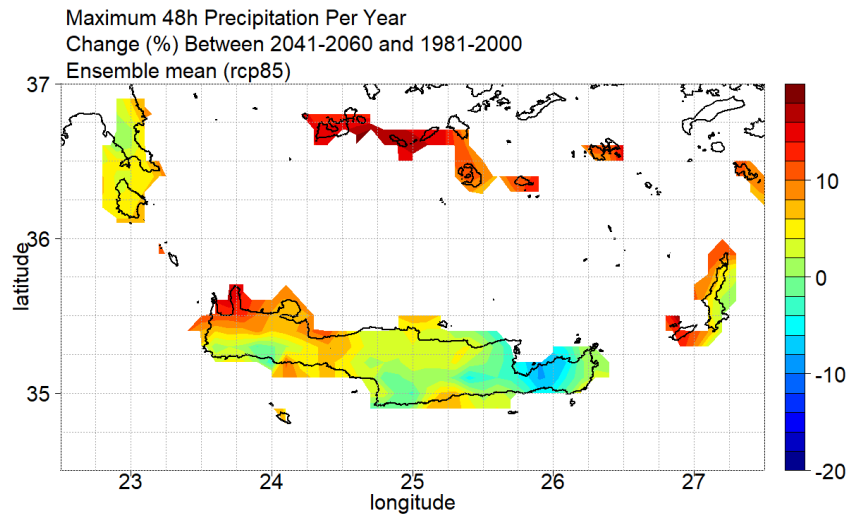 Maximum 48h Precipitation Per Year
Change (%) Between 2041-2060 and 1981-2000
Ensemble mean (rcp85)
37
10
36
latitude
0
-10
35
-20
23
24
25
26
27
longitude